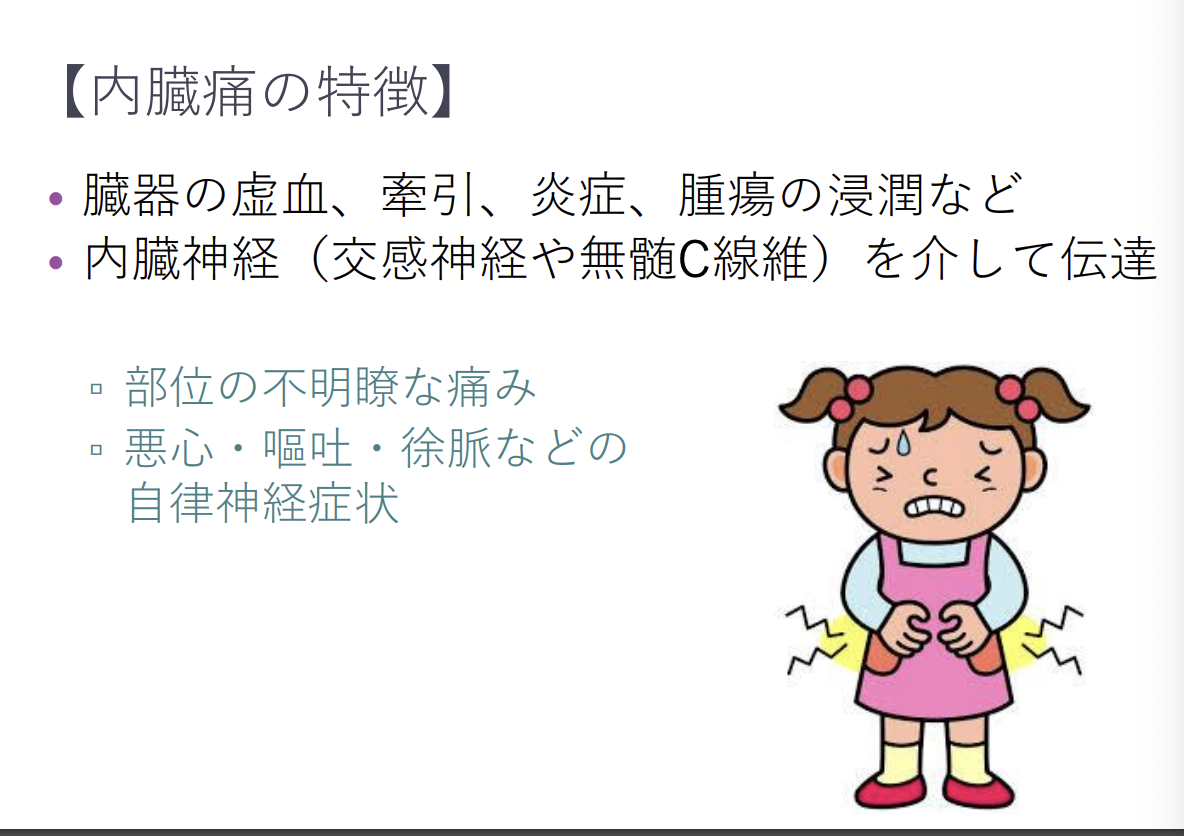 【内臓痛の特徴】
• 臓器の虚血、牽引、炎症、腫瘍の浸潤など
• 内臓神経（交感神経や無髄C線維）を介して伝達
▫ 部位の不明瞭な痛み
▫ 悪心・嘔吐・徐脈などの
自律神経症状